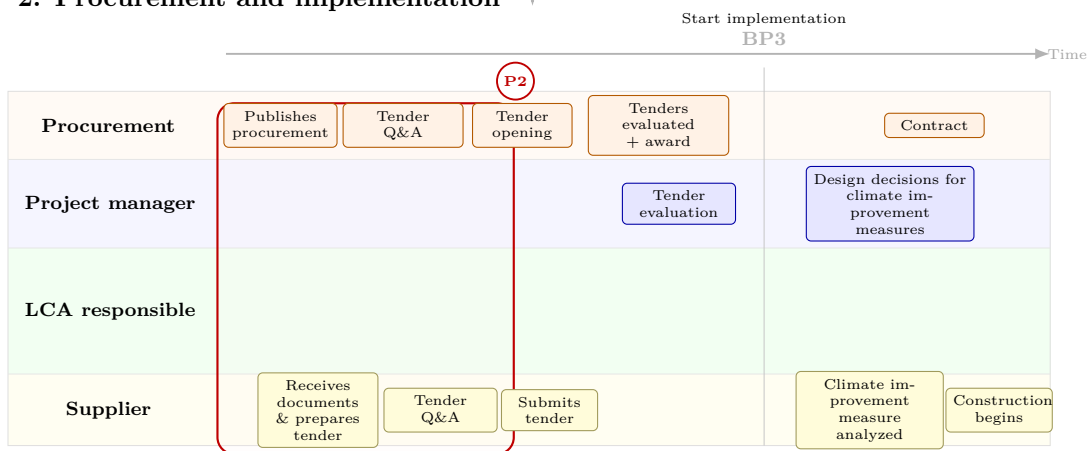 2. Procurement and implementation
Start implementation
BP3
Time
P2
Procurement
Publishes
procurement
Tender
Q&A
Tender
opening
Tenders
evaluated
+ award
Contract
Project manager
Tender
evaluation
Design decisions for
climate im-
provement
measures
LCA responsible
Supplier
Receives
documents
& prepares
tender
Tender
Q&A
Submits
tender
Climate im-
provement
measure
analyzed
Construction
begins